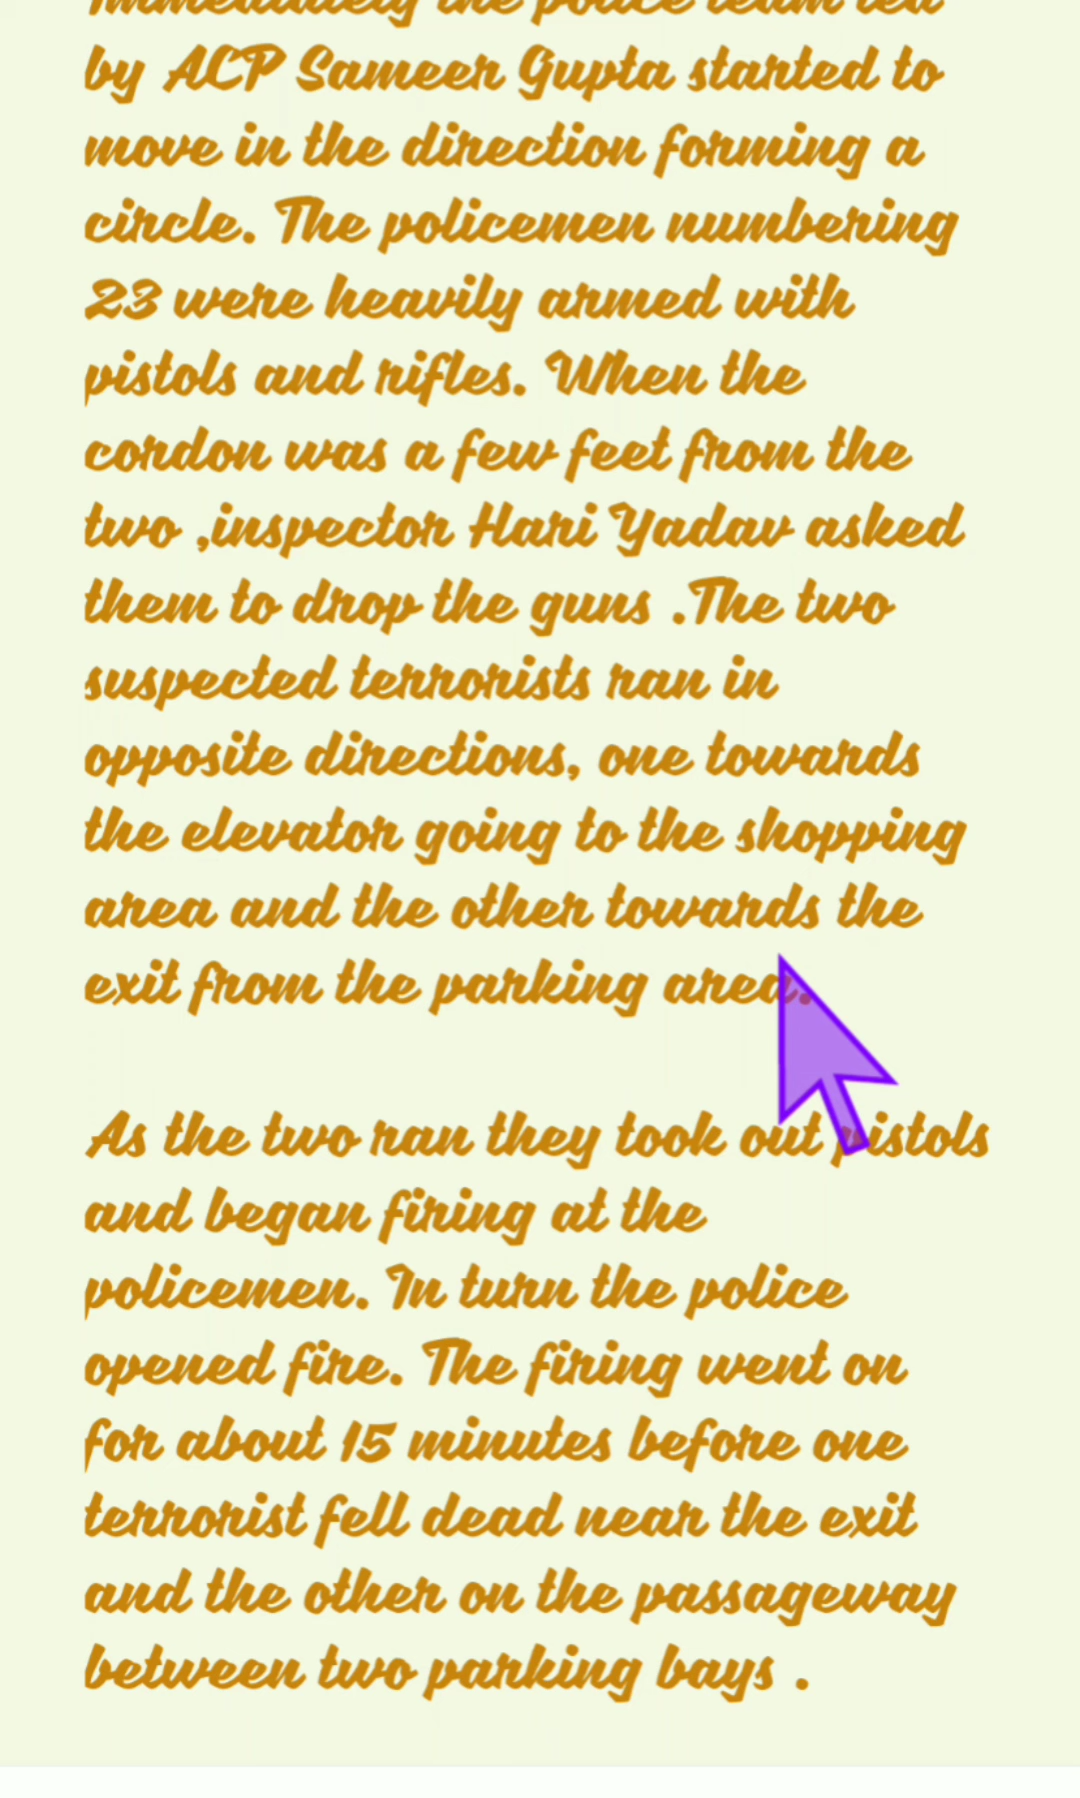 Immediately the police team led
by ACP Sameer Gupta started to
move in the direction forming a
circle. The policemen numbering
23 were heavily armed with
pistols and rifles. When the
cordon was a few feet from the
two ,inspector Hari Yadav asked
them to drop the guns .The two
suspected terrorists ran in
opposite directions, one towards
the elevator going to the shopping
area and the other towards the
exit from the parking area.
As the two ran they took out pistols
and began firing at the
policemen. In turn the police
opened fire. The firing went on
for about 15 minutes before one
terrorist fell dead near the exit
and the other on the passageway
between two parking bays .